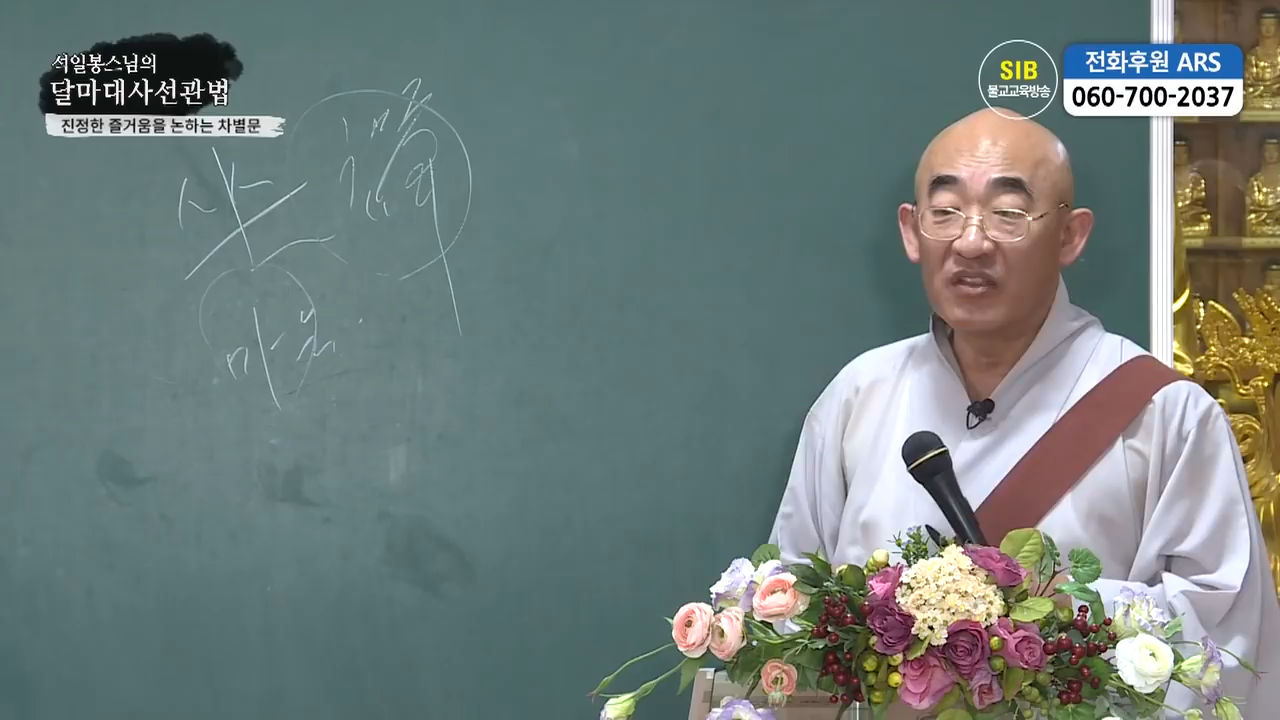 석일봉스님의
달마대사선관법
진정한 즐거움을 논하는 차별문
SIB
불교교육방송
전화후원 ARS
060-700-2037
마음